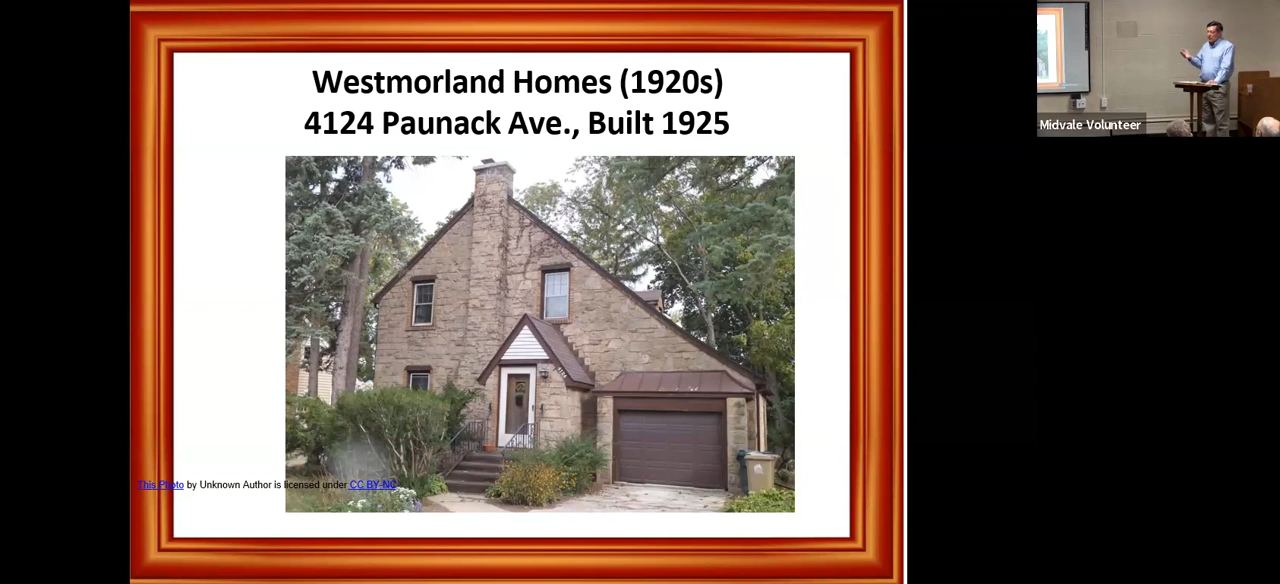 Westmorland Homes (1920s)
4124 Paunack Ave., Built 1925
This Photo by Unknown Author is licensed under CC BY-NC
Midvale Volunteer